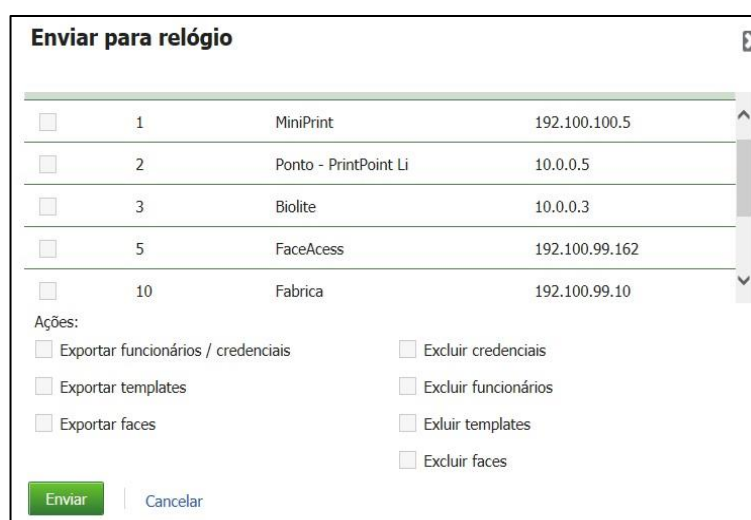 Enviar para relógio
1 MiniPrint 192.100.100.5
2 Ponto - PrintPoint Li 10.0.0.5
3 Biolite 10.0.0.3
5 FaceAcess 192.100.99.162
10 Fabrica 192.100.99.10
Ações:
Exportar funcionários / credenciais Excluir credenciais
Exportar templates Excluir funcionários
Exportar faces Exluir templates
Excluir faces
Enviar Cancelar